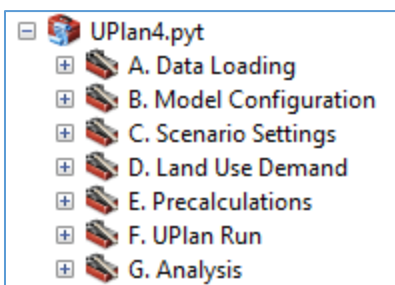 UPlan4.pyt
A. Data Loading
B. Model Configuration
C. Scenario Settings
D. Land Use Demand
E. Precalculations
F. UPlan Run
G. Analysis